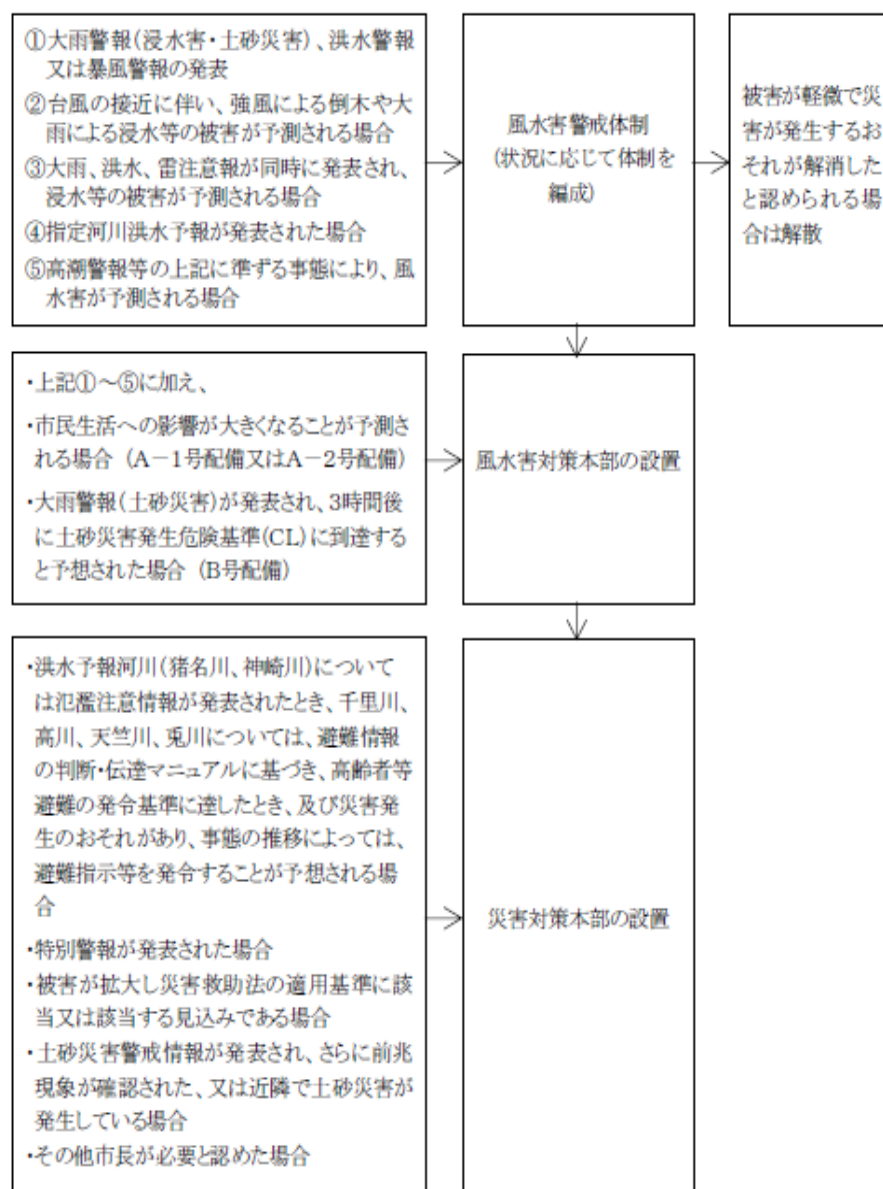 ①大雨警報(浸水害・土砂災害)、洪水警報
又は暴風警報の発表
②台風の接近に伴い、強風による倒木や大
雨による浸水等の被害が予測される場合
③大雨、洪水、雷注意報が同時に発表され、
浸水等の被害が予測される場合
④指定河川洪水予報が発表された場合
⑤高潮警報等の上記に準ずる事態により、風
水害が予測される場合
風水害警戒体制
(状況に応じて体制を
編成)
被害が軽微で災
害が発生するお
それが解消した
と認められる場
合は解散
・上記①～⑤に加え、
・市民生活への影響が大きくなることが予測さ
れる場合（A－1号配備又はA－2号配備）
・大雨警報(土砂災害)が発表され、3時間後
に土砂災害発生危険基準(CL)に到達する
と予想された場合（B号配備）
風水害対策本部の設置
・洪水予報河川(猪名川、神崎川)について
は氾濫注意情報が発表されたとき、千里川、
高川、天竺川、兎川については、避難情報
の判断・伝達マニュアルに基づき、高齢者等
避難の発令基準に達したとき、及び災害発
生のおそれがあり、事態の推移によっては、
避難指示等を発令することが予想される場
合
・特別警報が発表された場合
・被害が拡大し災害救助法の適用基準に該
当又は該当する見込みである場合
・土砂災害警戒情報が発表され、さらに前兆
現象が確認された、又は近隣で土砂災害が
発生している場合
・その他市長が必要と認めた場合
災害対策本部の設置